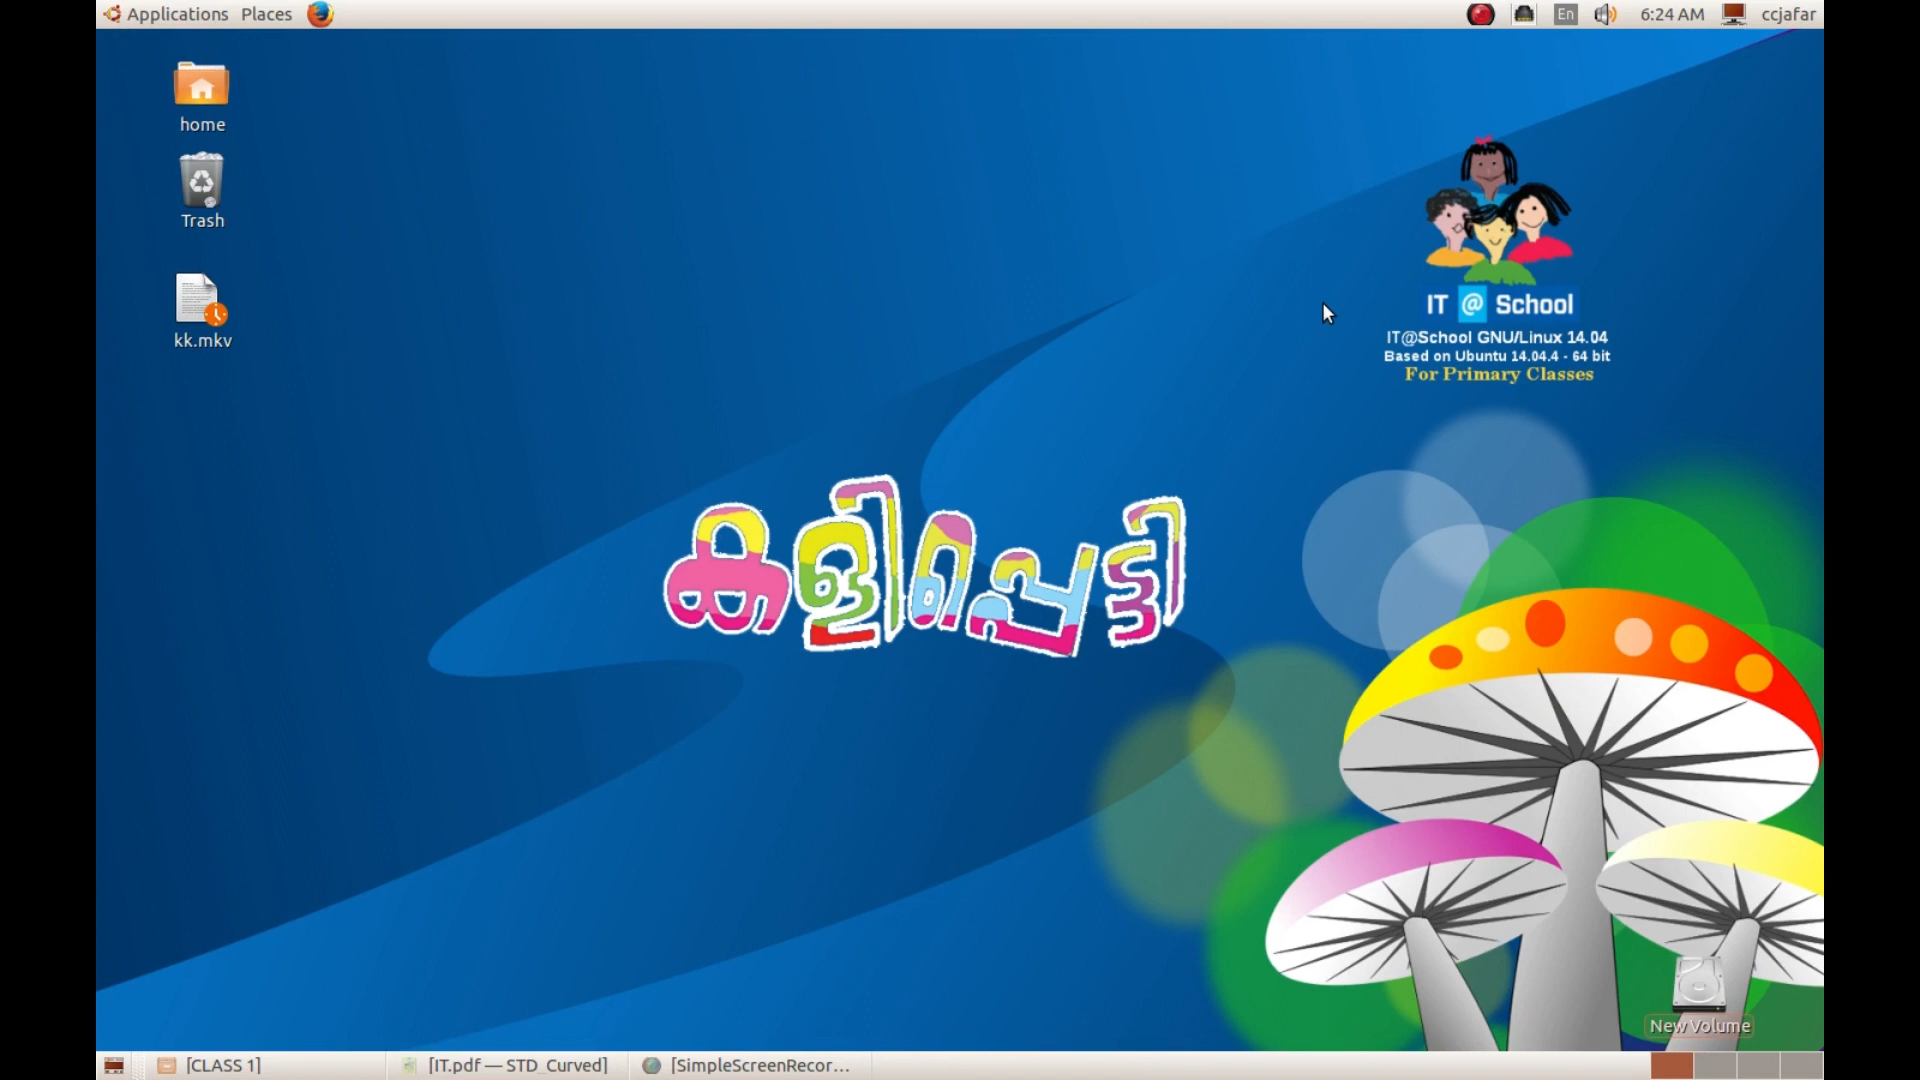 Applications Places
En 6:24 AM ccjafar
home
Trash
kk.mkv
IT @ School
IT@School GNU/Linux 14.04
Based on Ubuntu 14.04.4 - 64 bit
For Primary Classes
കളിപ്പെട്ടി
New Volume
[CLASS 1] [IT.pdf — STD_Curved] [SimpleScreenRecor...